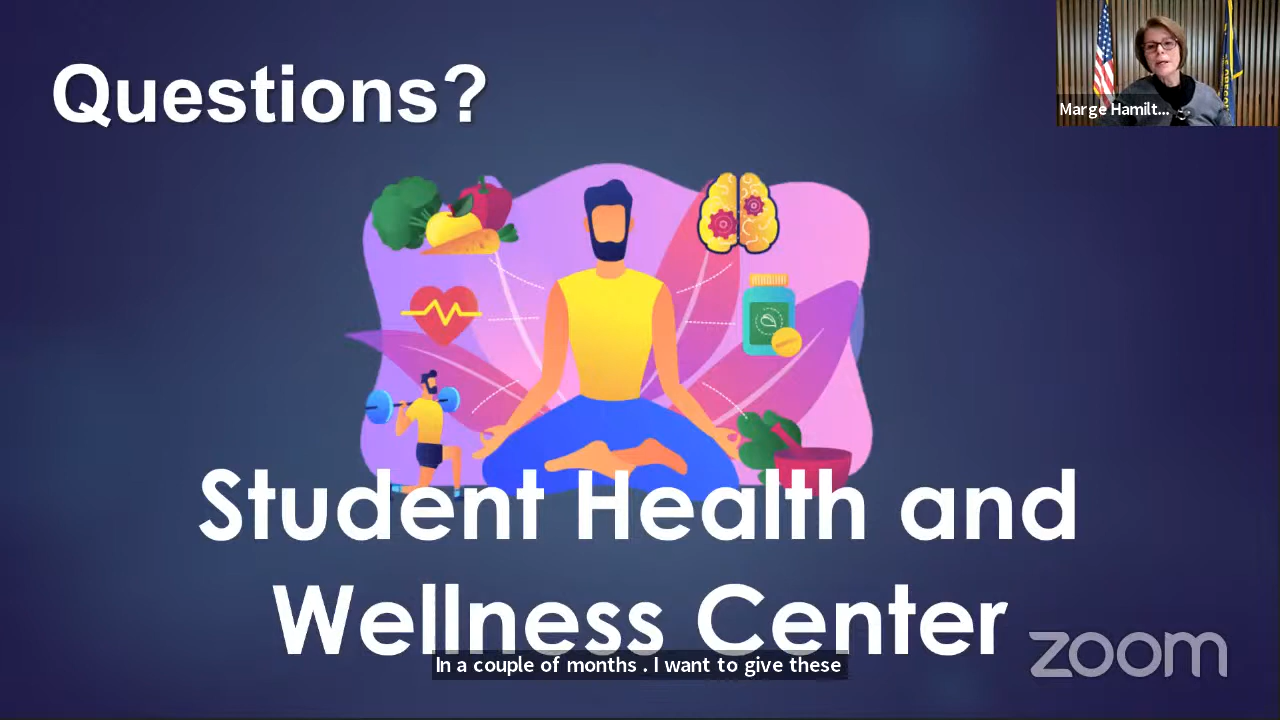 Questions?
Marge Hamilt...
Student Health and
Wellness Center
In a couple of months . I want to give these
zoom